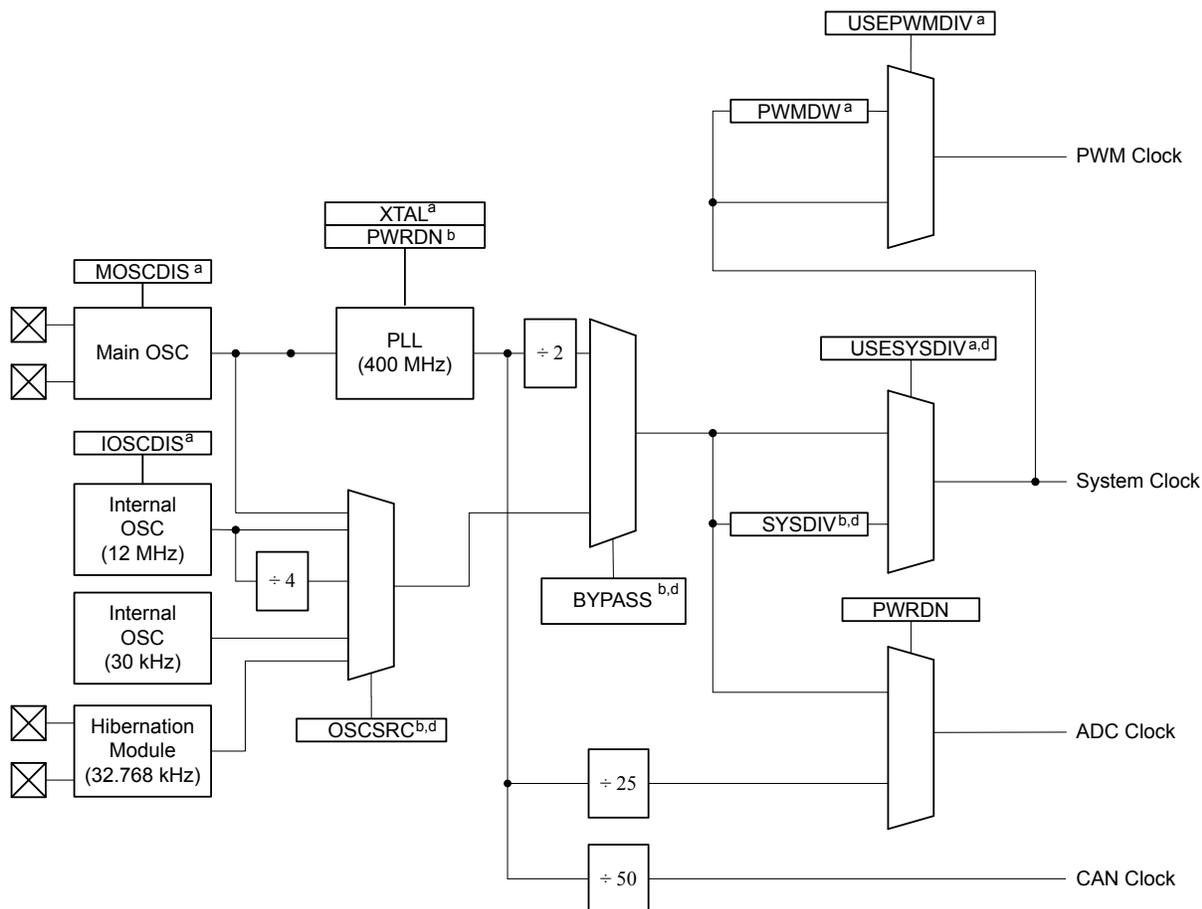 USEPWMDIV a
PWMDW a
PWM Clock
XTAL a
PWRDN b
MOSCDIS a
Main OSC
PLL
(400 MHz)
÷ 2
USESYSDIV a,d
IOSCDIS a
Internal
OSC
(12 MHz)
÷ 4
System Clock
SYSDIV b,d
BYPASS b,d
Internal
OSC
(30 kHz)
PWRDN
OSCSRC b,d
Hibernation
Module
(32.768 kHz)
ADC Clock
÷ 25
÷ 50
CAN Clock